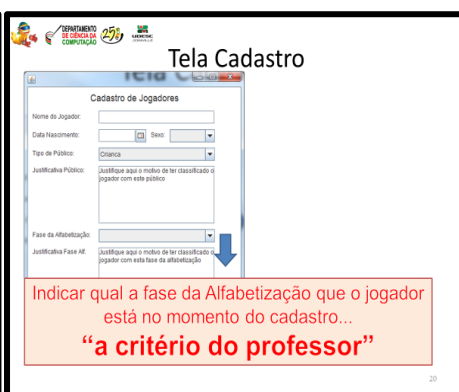 DEPARTAMENTO
DE CIÊNCIA DA
COMPUTAÇÃO
25
UDESC
Tela Cadastro
Cadastro de Jogadores
Nome do Jogador:
Data Nascimento: Sexo:
Tipo de Público: Crianca
Justificativa Público: Justifique aqui o motivo de ter classificado o
jogador com este público
Fase da Alfabetização:
Justificativa Fase Alf. Justifique aqui o motivo de ter classificado o
jogador com esta fase da alfabetização
Indicar qual a fase da Alfabetização que o jogador
está no momento do cadastro...
“a critério do professor”
20